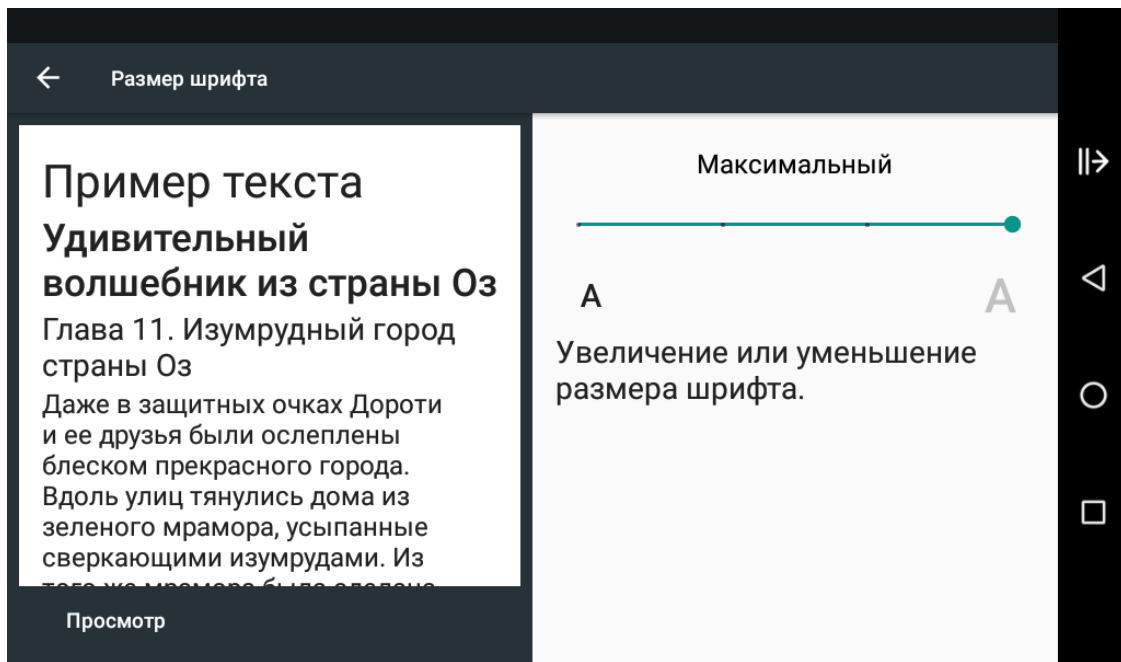 Размер шрифта
Пример текста
Удивительный
волшебник из страны Оз
Глава 11. Изумрудный город
страны Оз
Даже в защитных очках Дороти
и ее друзья были ослеплены
блеском прекрасного города.
Вдоль улиц тянулись дома из
зеленого мрамора, усыпанные
сверкающими изумрудами. Из
Просмотр
Максимальный
A A
Увеличение или уменьшение
размера шрифта.